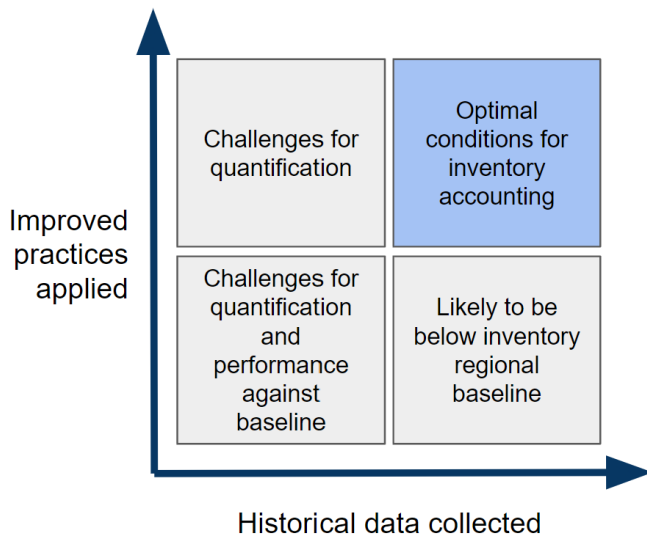 Improved
practices
applied
Challenges for
quantification
Optimal
conditions for
inventory
accounting
Challenges for
quantification
and
performance
against
baseline
Likely to be
below inventory
regional
baseline
Historical data collected